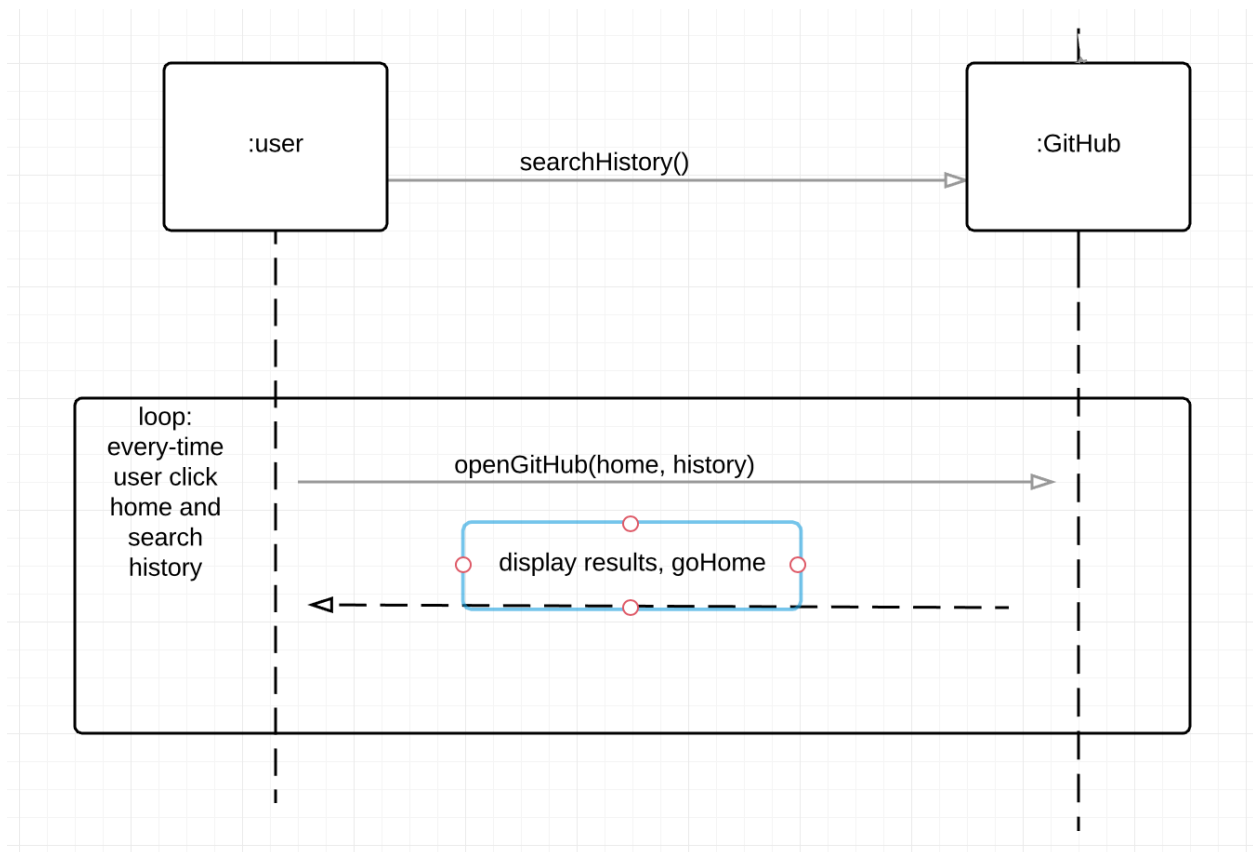 :user
:GitHub
searchHistory()
loop:
every-time
user click
home and
search
history
openGitHub(home, history)
display results, goHome